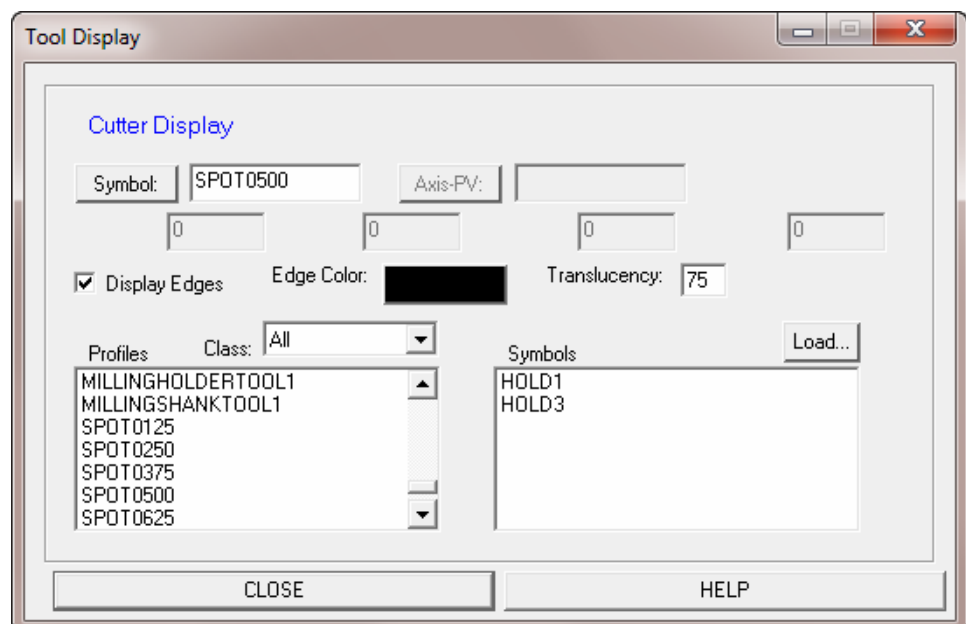 Tool Display
Cutter Display
Symbol: SPOT0500 Axis-PV:
0 0 0 0
Display Edges Edge Color: Translucency: 75
Profiles Class: All Symbols Load...
MILLINGHOLDERTOOL1 HOLD1
MILLINGSHANKTOOL1 HOLD3
SPOT0125
SPOT0250
SPOT0375
SPOT0500
SPOT0625
CLOSE HELP